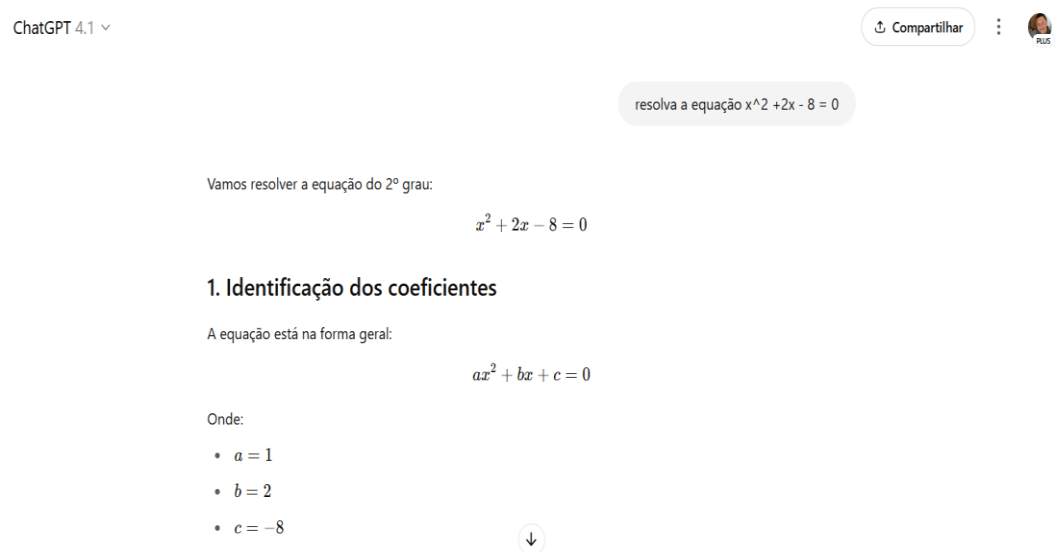 ChatGPT 4.1
Compartilhar
PLUS
resolva a equação x^2 +2x - 8 = 0
Vamos resolver a equação do 2º grau:
x² + 2x − 8 = 0
1. Identificação dos coeficientes
A equação está na forma geral:
ax² + bx + c = 0
Onde:
• a = 1
• b = 2
• c = −8